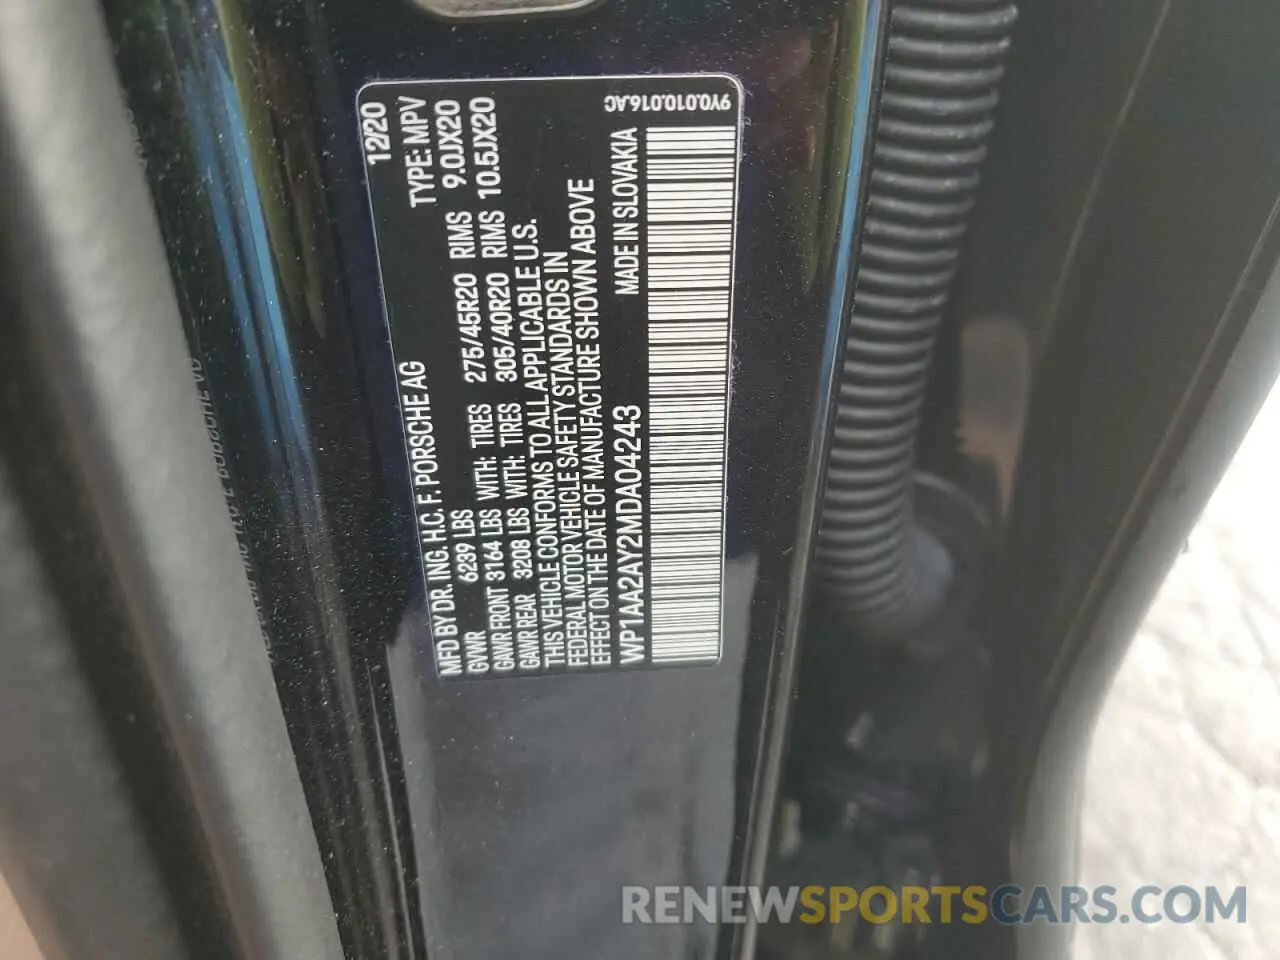 12/20
MFD BY DR. ING. H.C. F. PORSCHE AG TYPE: MPV
GVWR 6239 LBS
GAWR FRONT 3164 LBS WITH: TIRES 275/45R20 RIMS 9.0JX20
GAWR REAR 3208 LBS WITH: TIRES 305/40R20 RIMS 10.5JX20
THIS VEHICLE CONFORMS TO ALL APPLICABLE U.S.
FEDERAL MOTOR VEHICLE SAFETY STANDARDS IN
EFFECT ON THE DATE OF MANUFACTURE SHOWN ABOVE
WP1AA2AY2MDA04243 MADE IN SLOVAKIA
9Y0.010.016.AC
RENEWSPORTSCARS.COM